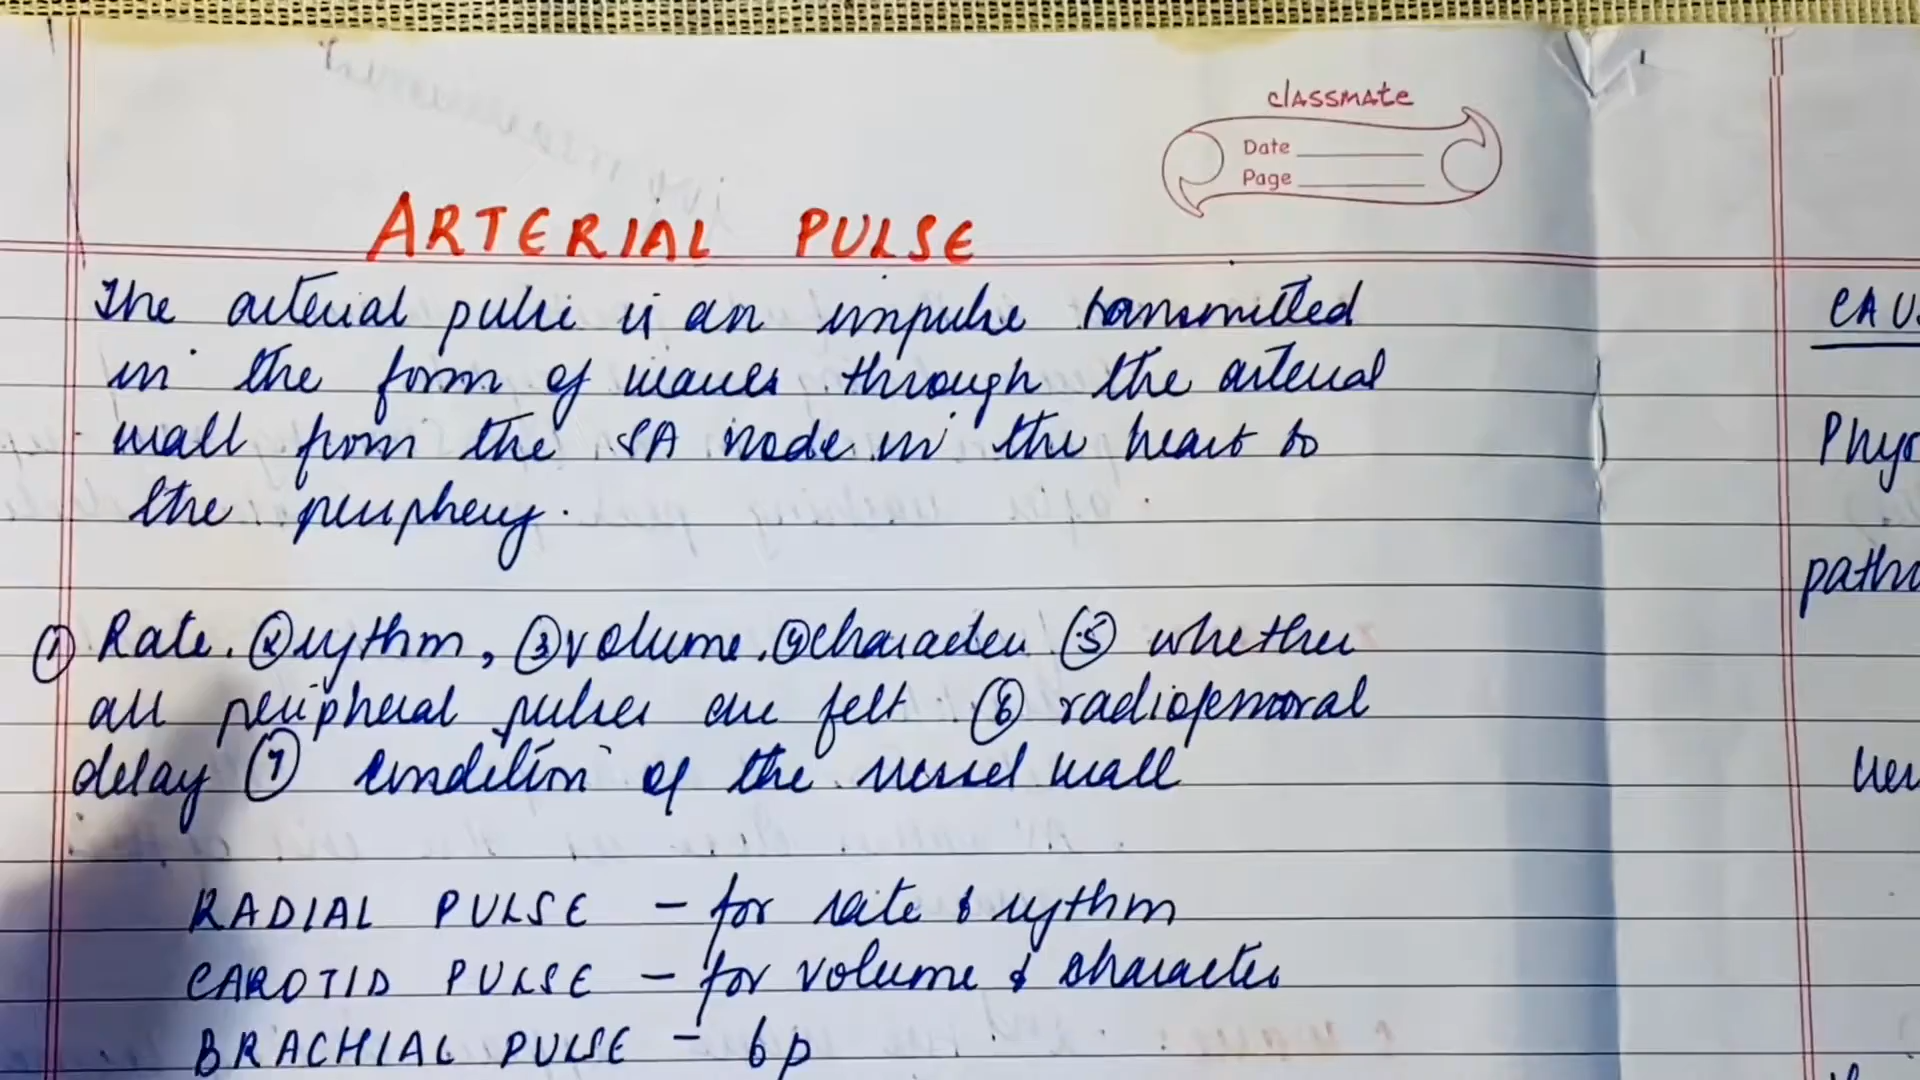 classmate
Date
Page
ARTERIAL PULSE
The arterial pulse is an impulse transmitted
in the form of waves through the arterial
wall from the SA node in the heart to
the periphery.
① Rate. ② rythm, ③ volume. ④ character ⑤ whether
all peripheral pulses are felt ⑥ radiofemoral
delay ⑦ condition of the vessel wall
RADIAL PULSE - for rate & rythm
CAROTID PULSE - for volume & character
BRACHIAL PULSE - bp
CAU
Phys
patho